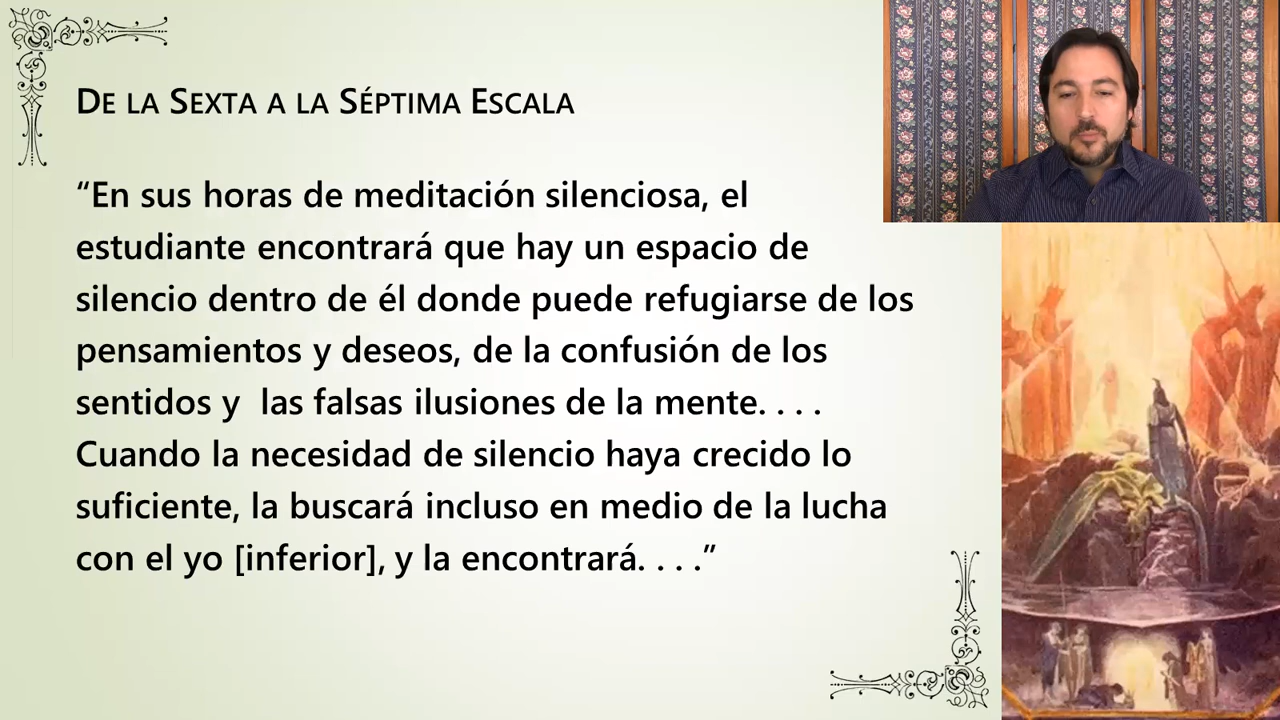 De la Sexta a la Séptima Escala
“En sus horas de meditación silenciosa, el
estudiante encontrará que hay un espacio de
silencio dentro de él donde puede refugiarse de los
pensamientos y deseos, de la confusión de los
sentidos y  las falsas ilusiones de la mente. . . .
Cuando la necesidad de silencio haya crecido lo
suficiente, la buscará incluso en medio de la lucha
con el yo [inferior], y la encontrará. . . .”